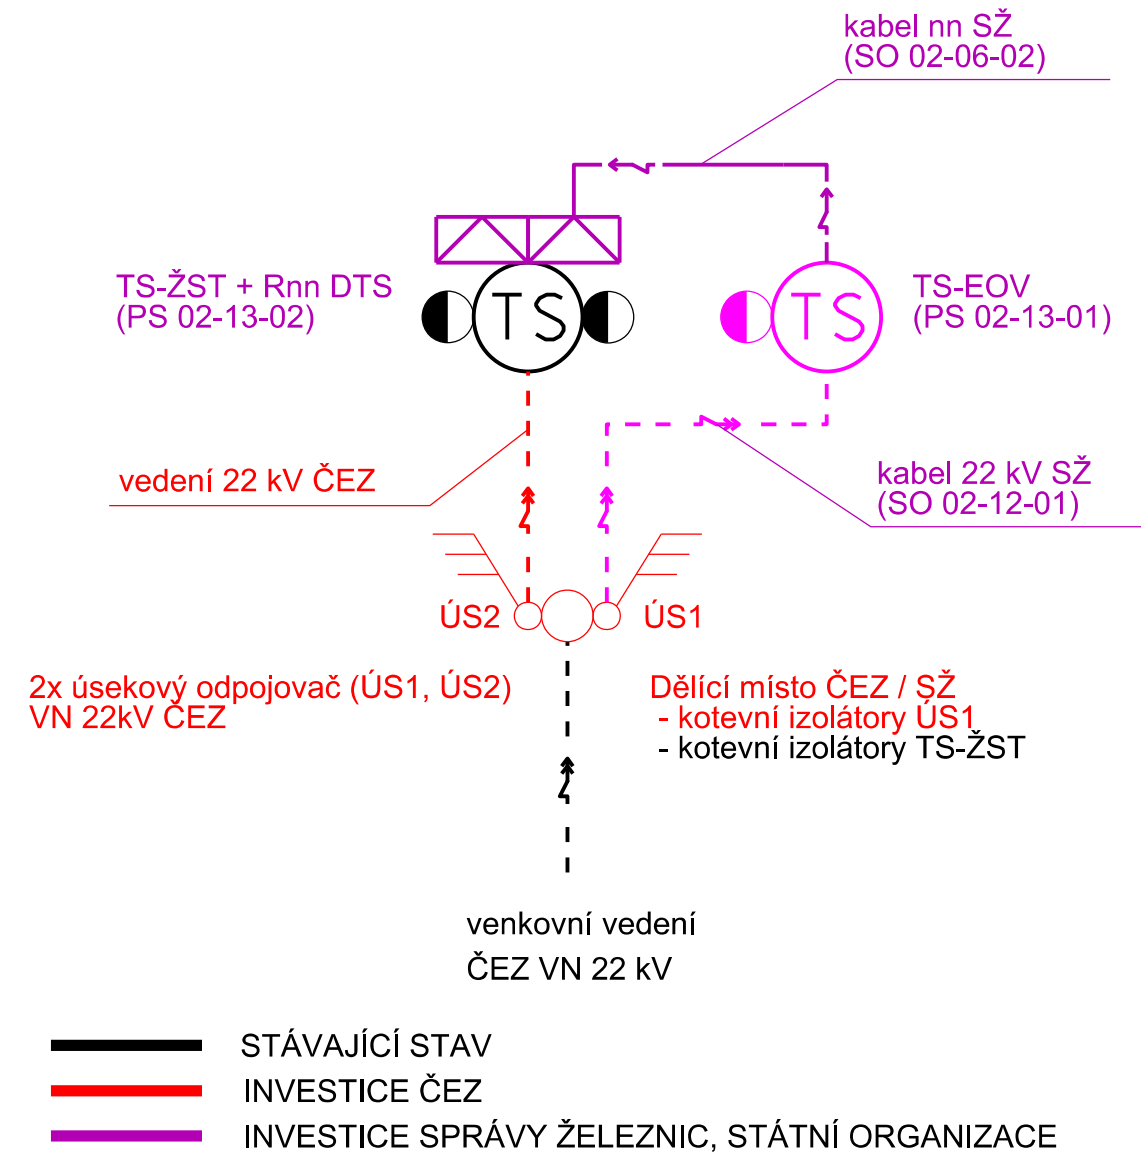 kabel nn SŽ
(SO 02-06-02)
TS-ŽST + Rnn DTS
(PS 02-13-02)
TS
TS
TS-EOV
(PS 02-13-01)
vedení 22 kV ČEZ
kabel 22 kV SŽ
(SO 02-12-01)
ÚS2
ÚS1
2x úsekový odpojovač (ÚS1, ÚS2)
VN 22kV ČEZ
Dělící místo ČEZ / SŽ
- kotevní izolátory ÚS1
- kotevní izolátory TS-ŽST
venkovní vedení
ČEZ VN 22 kV
STÁVAJÍCÍ STAV
INVESTICE ČEZ
INVESTICE SPRÁVY ŽELEZNIC, STÁTNÍ ORGANIZACE